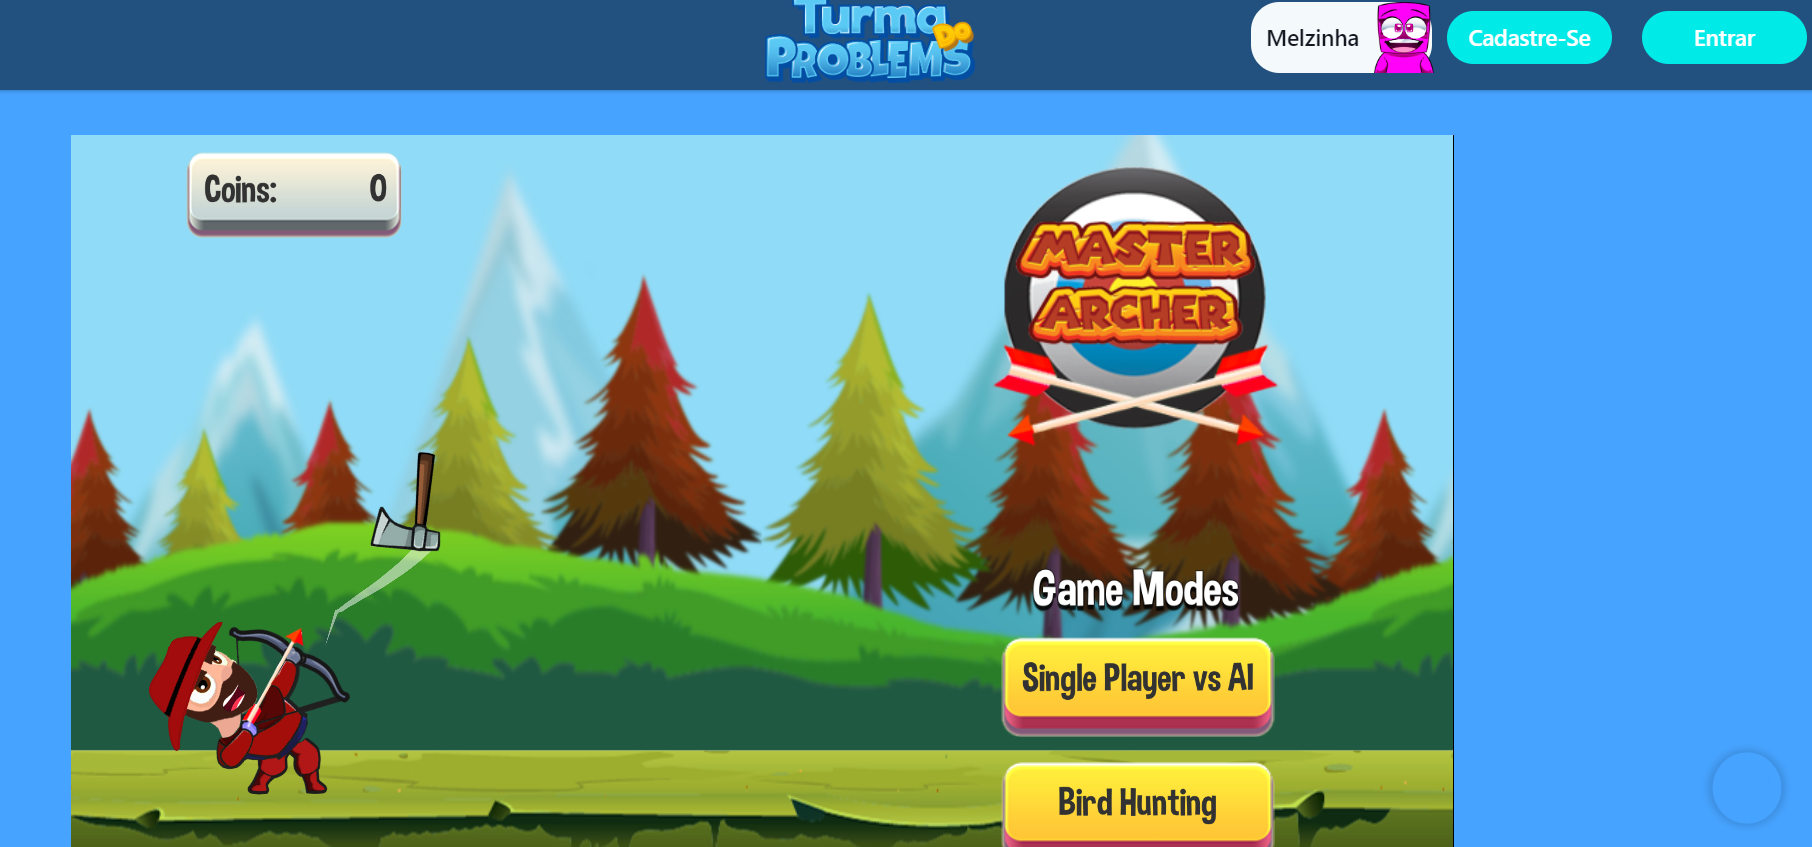 Turma
DO
PROBLEMS
Melzinha
Cadastre-Se
Entrar
Coins: 0
MASTER
ARCHER
Game Modes
Single Player vs AI
Bird Hunting